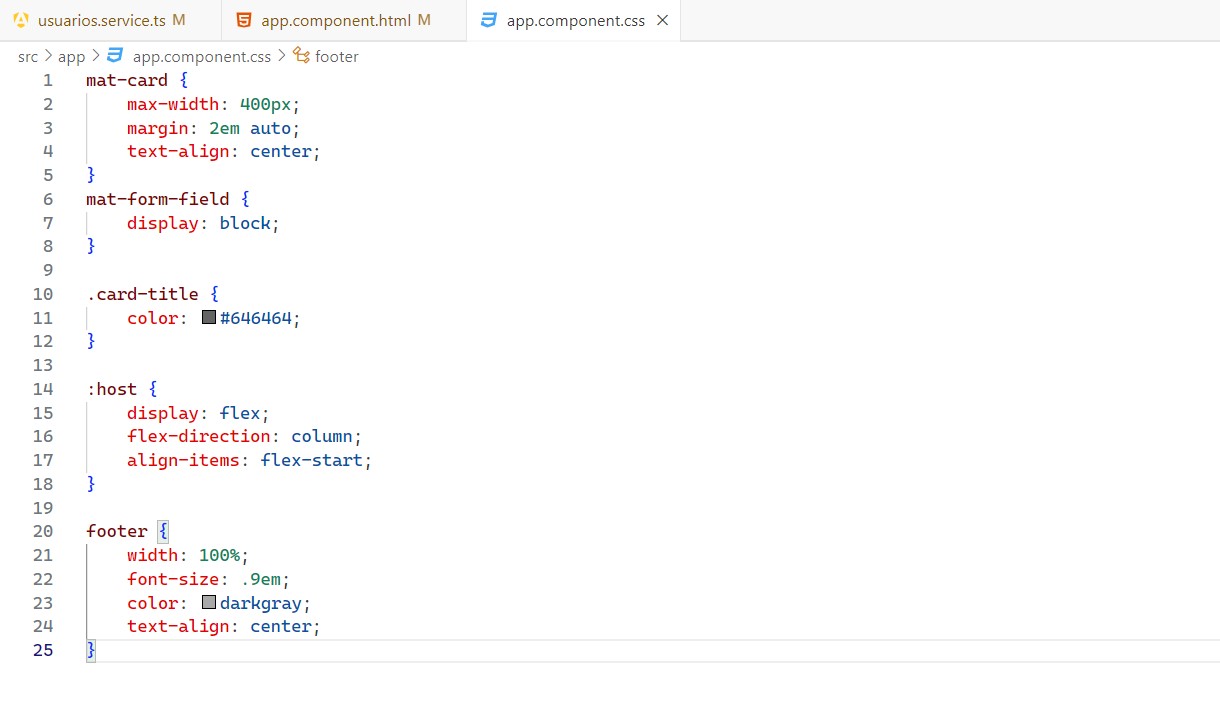 usuarios.service.ts M app.component.html M app.component.css
src > app > app.component.css > footer
1 mat-card {
2 max-width: 400px;
3 margin: 2em auto;
4 text-align: center;
5 }
6 mat-form-field {
7 display: block;
8 }
9
10 .card-title {
11 color: #646464;
12 }
13
14 :host {
15 display: flex;
16 flex-direction: column;
17 align-items: flex-start;
18 }
19
20 footer {
21 width: 100%;
22 font-size: .9em;
23 color: darkgray;
24 text-align: center;
25 }